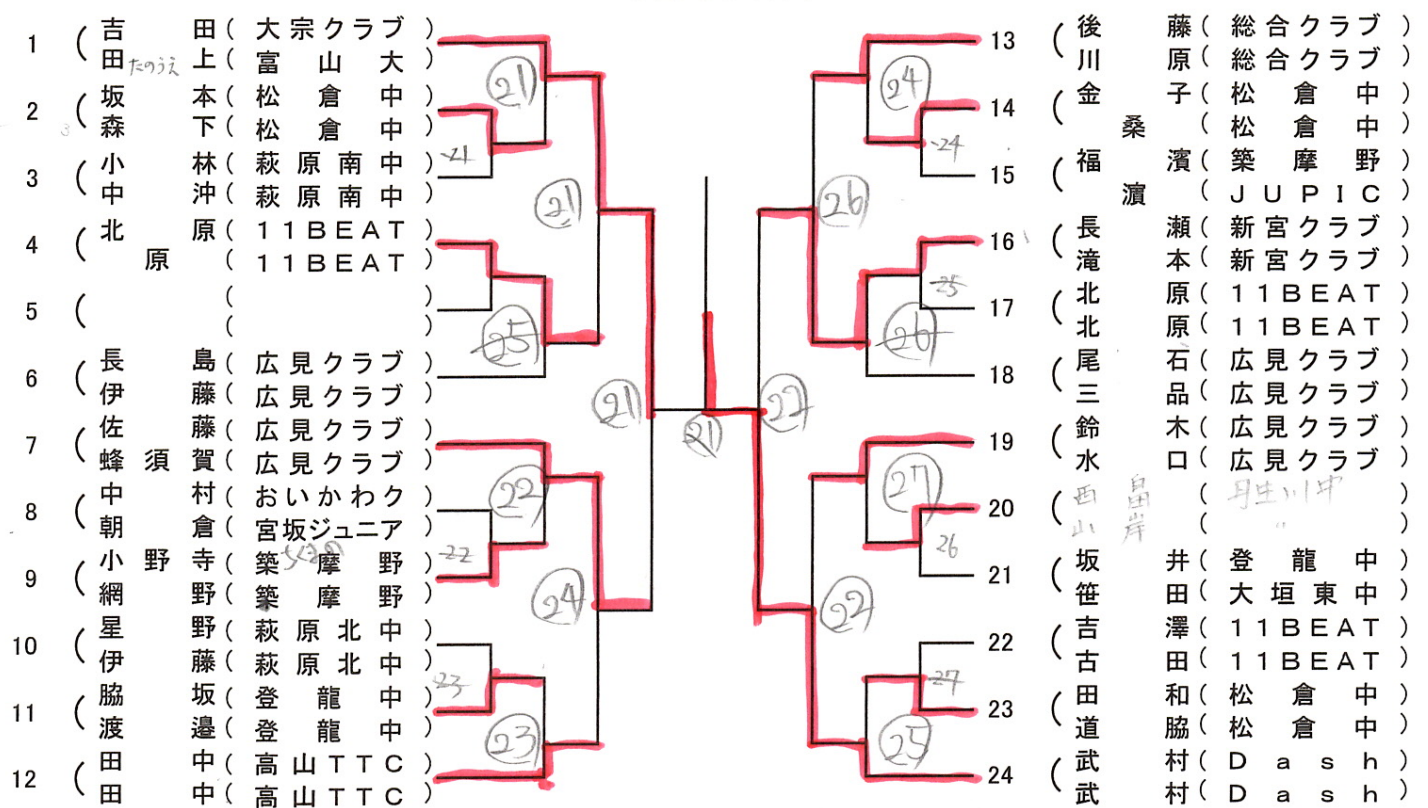 1 ( 吉 田 ( 大宗クラブ )
田 たのうえ 上 ( 富山大 )
2 ( 坂 本 ( 松倉中 )
森 下 ( 松倉中 )
3 ( 小 林 ( 萩原南中 )
中 沖 ( 萩原南中 )
4 ( 北 原 ( 11BEAT )
原 ( 11BEAT )
5 ( ( )
( )
6 ( 長 島 ( 広見クラブ )
伊 藤 ( 広見クラブ )
7 ( 佐 藤 ( 広見クラブ )
蜂須賀 ( 広見クラブ )
8 ( 中 村 ( おいかわク )
朝 倉 ( 宮坂ジュニア )
9 ( 小野寺 ( 築摩野 )
網 野 ( 築摩野 )
10 ( 星 野 ( 萩原北中 )
伊 藤 ( 萩原北中 )
11 ( 脇 坂 ( 登龍中 )
渡 邉 ( 登龍中 )
12 ( 田 中 ( 高山TTC )
田 中 ( 高山TTC )
21
21
21
25
21
22
22
24
23
23
21
24
24
26
25
26
22
27
26
22
27
25
13 ( 後 藤 ( 総合クラブ )
川 原 ( 総合クラブ )
14 ( 金 子 ( 松倉中 )
桑 ( 松倉中 )
15 ( 福 濱 ( 築摩野 )
濵 ( JUPIC )
16 ( 長 瀬 ( 新宮クラブ )
滝 本 ( 新宮クラブ )
17 ( 北 原 ( 11BEAT )
北 原 ( 11BEAT )
18 ( 尾 石 ( 広見クラブ )
三 品 ( 広見クラブ )
19 ( 鈴 木 ( 広見クラブ )
水 口 ( 広見クラブ )
20 ( 西 畠 ( 丹生川中 )
山 岸 ( 〃 )
21 ( 坂 井 ( 登龍中 )
笹 田 ( 大垣東中 )
22 ( 吉 澤 ( 11BEAT )
古 田 ( 11BEAT )
23 ( 田 和 ( 松倉中 )
道 脇 ( 松倉中 )
24 ( 武 村 ( Dash )
武 村 ( Dash )